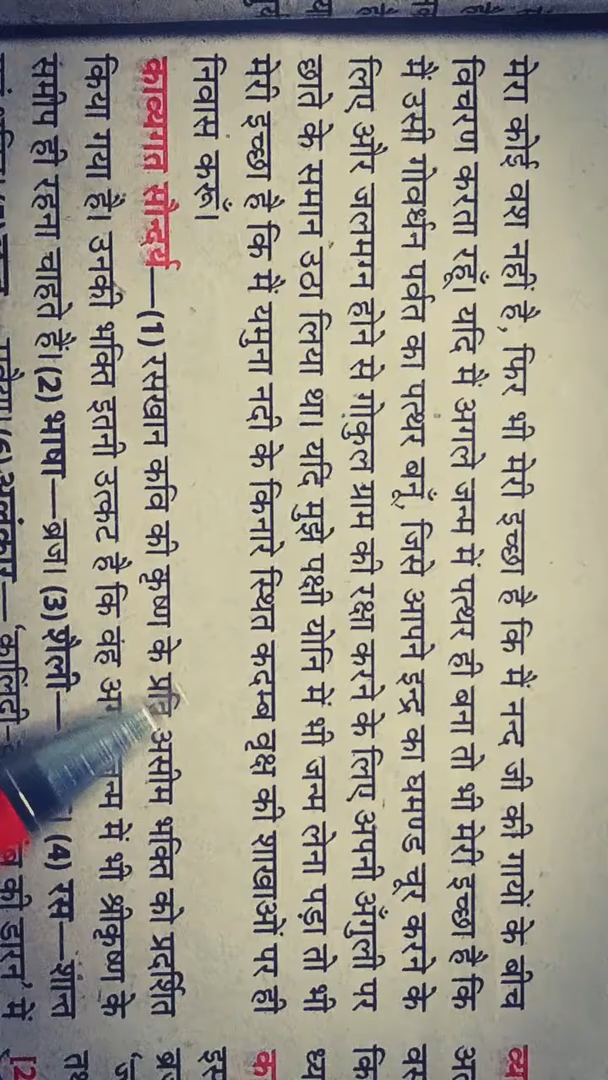 मेरा कोई वश नहीं है, फिर भी मेरी इच्छा है कि मैं नन्द जी की गायों के बीच
विचरण करता रहूँ। यदि मैं अगले जन्म में पत्थर ही बना तो भी मेरी इच्छा है कि
मैं उसी गोवर्धन पर्वत का पत्थर बनूँ, जिसे आपने इन्द्र का घमण्ड चूर करने के
लिए और जलमग्न होने से गोकुल ग्राम की रक्षा करने के लिए अपनी अँगुली पर
छाते के समान उठा लिया था। यदि मुझे पक्षी योनि में भी जन्म लेना पड़ा तो भी
मेरी इच्छा है कि मैं यमुना नदी के किनारे स्थित कदम्ब वृक्ष की शाखाओं पर ही
निवास करूँ।
काव्यगत सौन्दर्य—(1) रसखान कवि की कृष्ण के प्रति असीम भक्ति को प्रदर्शित
किया गया है। उनकी भक्ति इतनी उत्कट है कि वह जन्म में भी श्रीकृष्ण के
समीप ही रहना चाहते हैं। (2) भाषा—ब्रज। (3) शैली— (4) रस—शान्त
(6) अलंकार—'कालिंदी की डारन' में